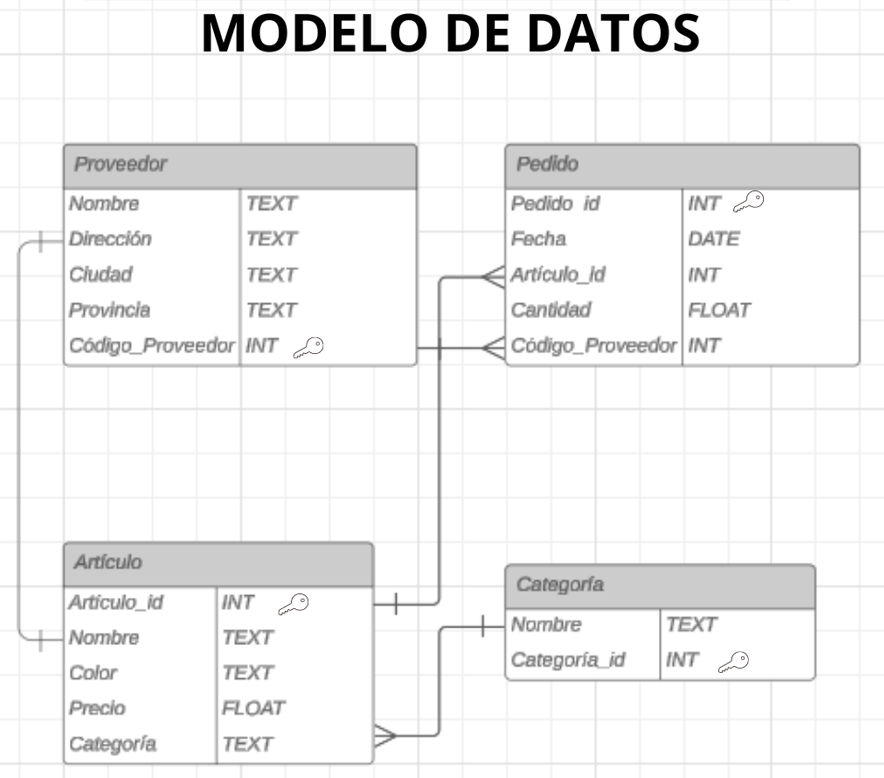 MODELO DE DATOS
Proveedor
Nombre TEXT
Dirección TEXT
Ciudad TEXT
Provincia TEXT
Código_Proveedor INT
Pedido
Pedido id INT
Fecha DATE
Artículo_id INT
Cantidad FLOAT
Código_Proveedor INT
Artículo
Artículo_id INT
Nombre TEXT
Color TEXT
Precio FLOAT
Categoría TEXT
Categoría
Nombre TEXT
Categoría_id INT